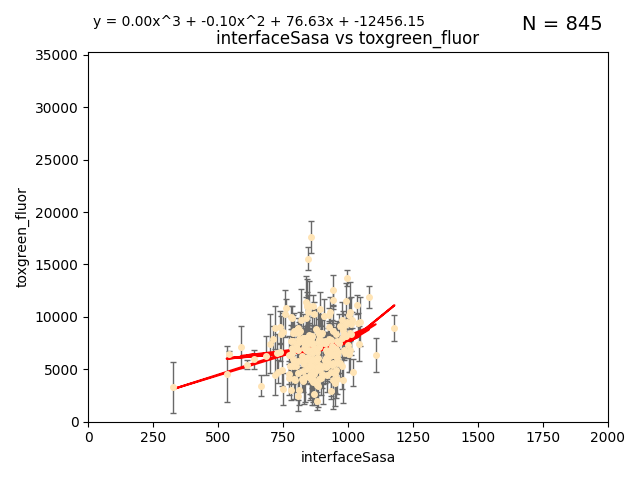 y = 0.00x^3 + -0.10x^2 + 76.63x + -12456.15
N = 845
interfaceSasa vs toxgreen_fluor
35000
30000
25000
20000
15000
10000
5000
0
toxgreen_fluor
0 250 500 750 1000 1250 1500 1750 2000
interfaceSasa